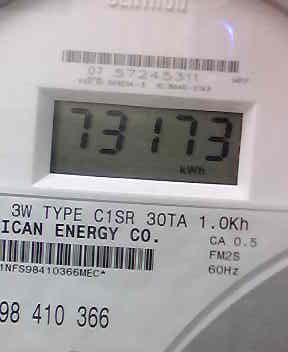 CENTRON
07 57245311
73173
kWh
3W TYPE C1SR 30TA 1.0Kh
ICAN ENERGY CO.
CA 0.5
FM2S
60Hz
1NFS98410366MEC*
98 410 366